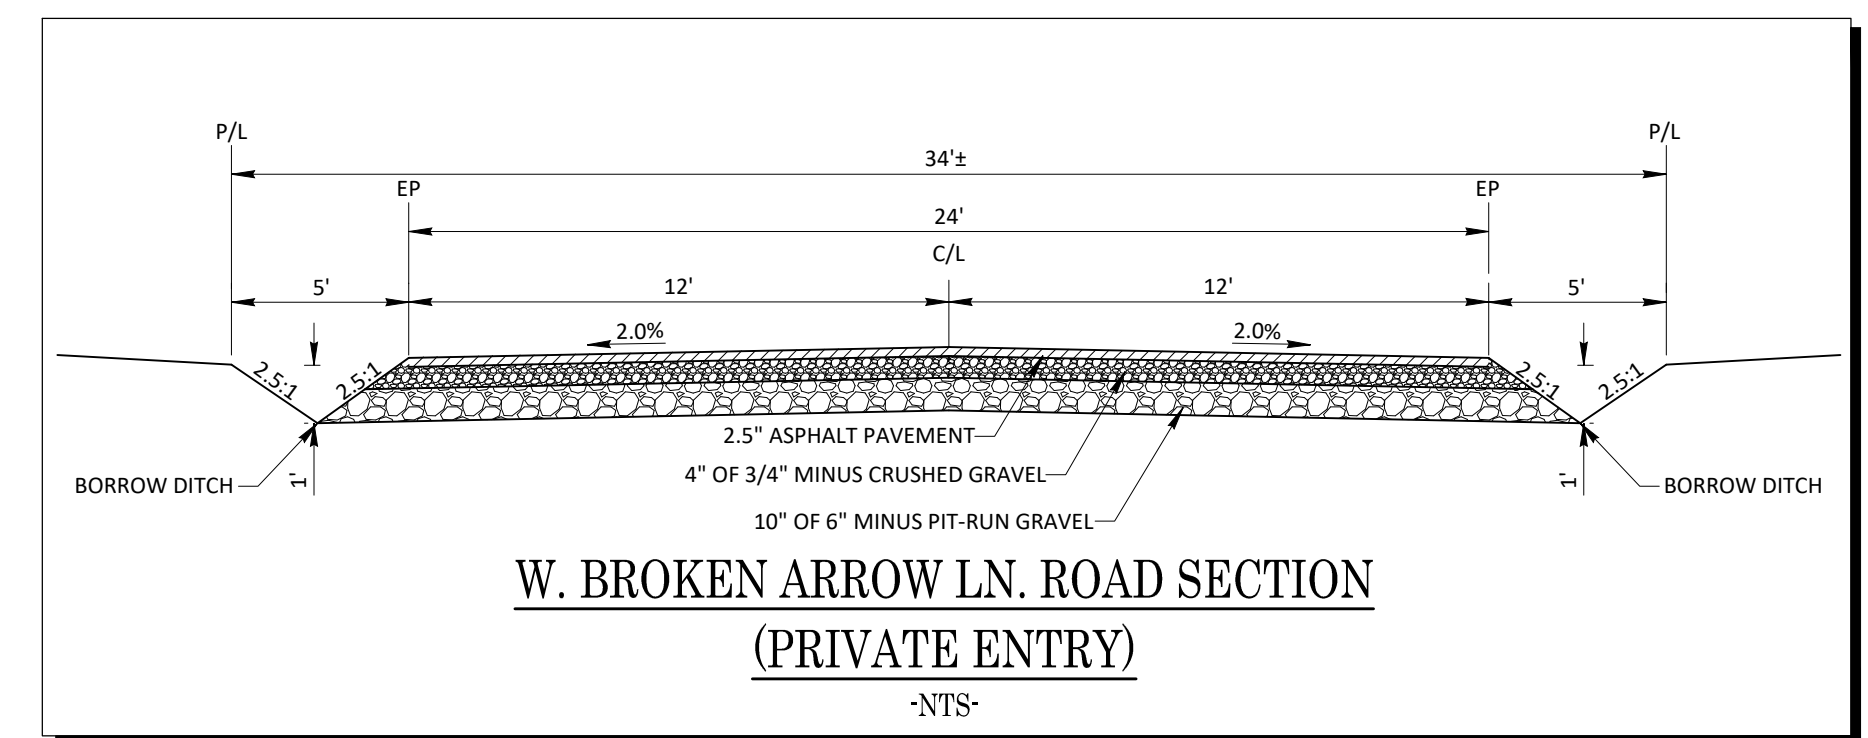 P/L
P/L
34'±
EP
EP
24'
C/L
5'
12'
12'
5'
2.0%
2.0%
2.5:1
2.5:1
2.5:1
2.5:1
2.5" ASPHALT PAVEMENT
4" OF 3/4" MINUS CRUSHED GRAVEL
BORROW DITCH
1'
1'
BORROW DITCH
10" OF 6" MINUS PIT-RUN GRAVEL
W. BROKEN ARROW LN. ROAD SECTION
(PRIVATE ENTRY)
-NTS-